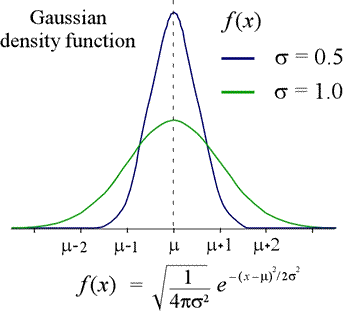 Gaussian
density function
f(x)
σ = 0.5
σ = 1.0
μ-2 μ-1 μ μ+1 μ+2
f(x) = √(1/4πσ²) e^-(x-μ)²/2σ²